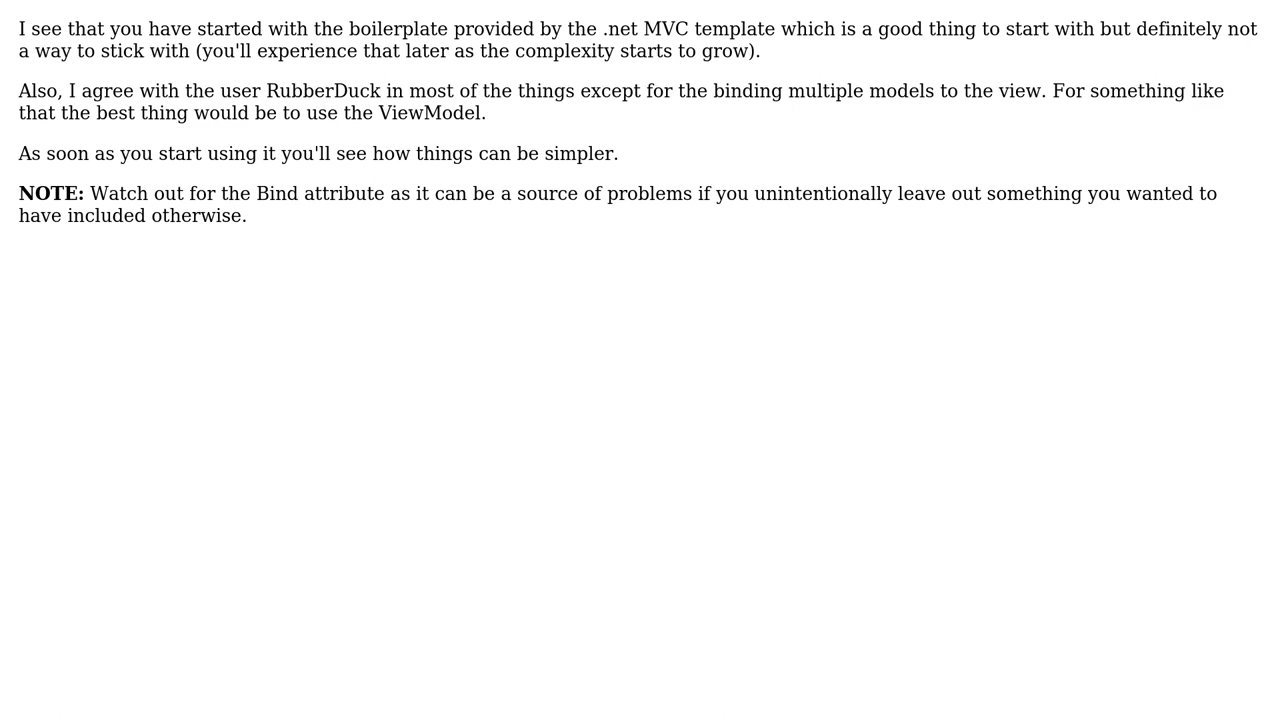 I see that you have started with the boilerplate provided by the .net MVC template which is a good thing to start with but definitely not
a way to stick with (you'll experience that later as the complexity starts to grow).
Also, I agree with the user RubberDuck in most of the things except for the binding multiple models to the view. For something like
that the best thing would be to use the ViewModel.
As soon as you start using it you'll see how things can be simpler.
NOTE: Watch out for the Bind attribute as it can be a source of problems if you unintentionally leave out something you wanted to
have included otherwise.